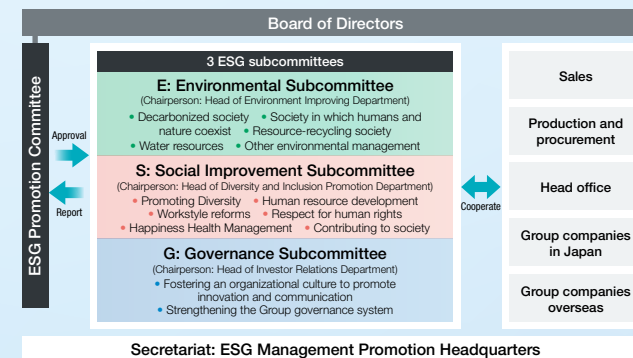 Board of Directors
ESG Promotion Committee
Approval
Report
3 ESG subcommittees
E: Environmental Subcommittee
(Chairperson: Head of Environment Improving Department)
• Decarbonized society • Society in which humans and
nature coexist • Resource-recycling society
• Water resources • Other environmental management
S: Social Improvement Subcommittee
(Chairperson: Head of Diversity and Inclusion Promotion Department)
• Promoting Diversity • Human resource development
• Workstyle reforms • Respect for human rights
• Happiness Health Management • Contributing to society
G: Governance Subcommittee
(Chairperson: Head of Investor Relations Department)
• Fostering an organizational culture to promote
innovation and communication
• Strengthening the Group governance system
Cooperate
Sales
Production and
procurement
Head office
Group companies
in Japan
Group companies
overseas
Secretariat: ESG Management Promotion Headquarters